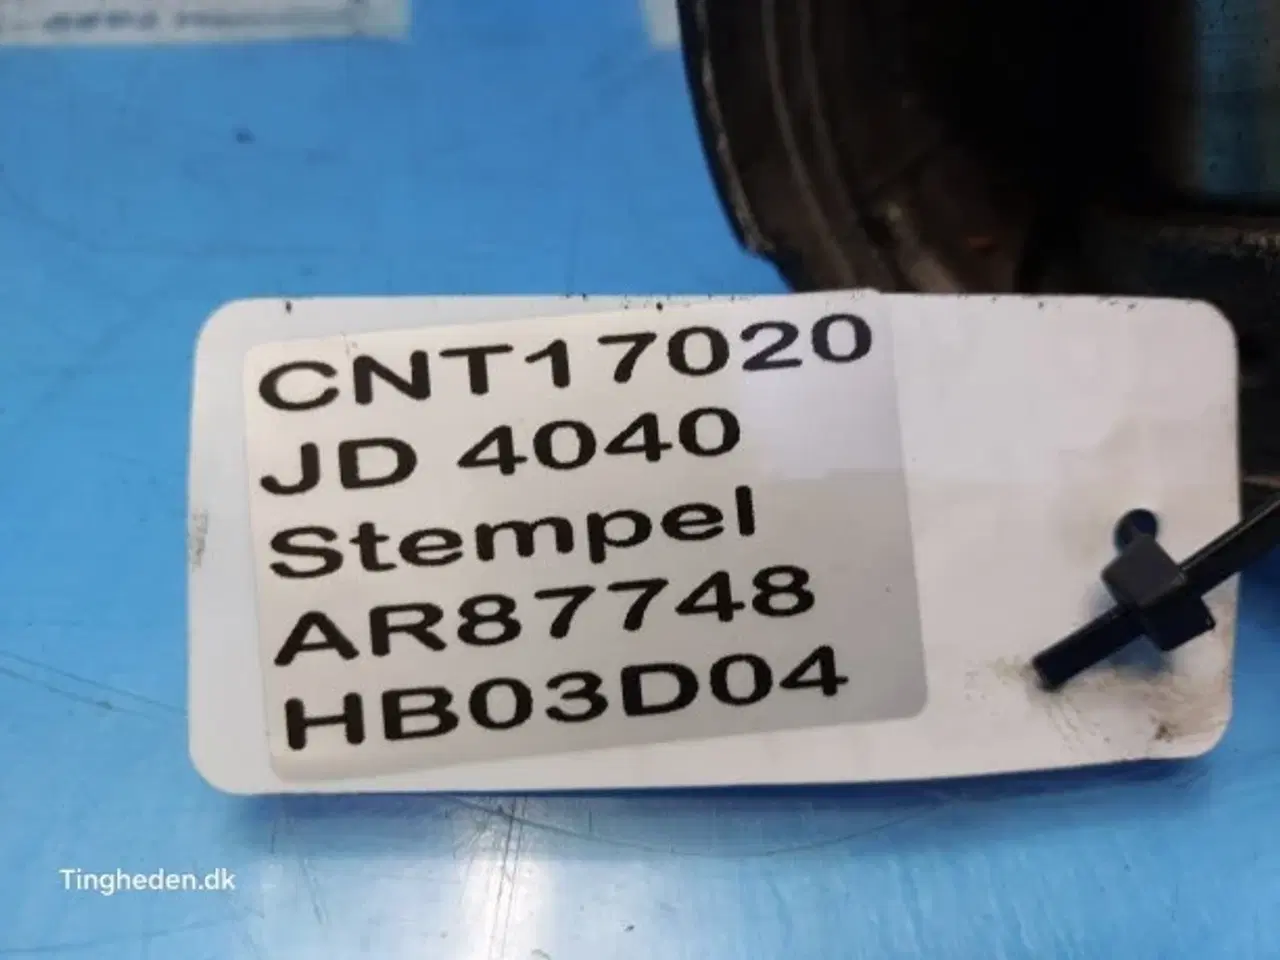 CNT17020
JD 4040
Stempel
AR87748
HB03D04
Tingheden.dk